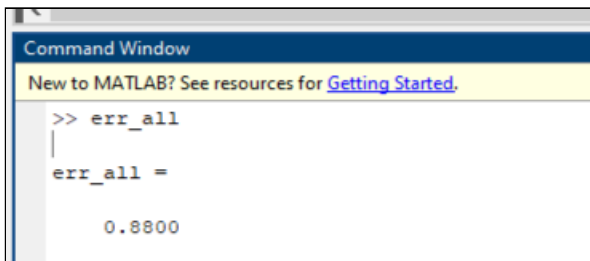 Command Window
New to MATLAB? See resources for Getting Started.
>> err_all
err_all =
0.8800